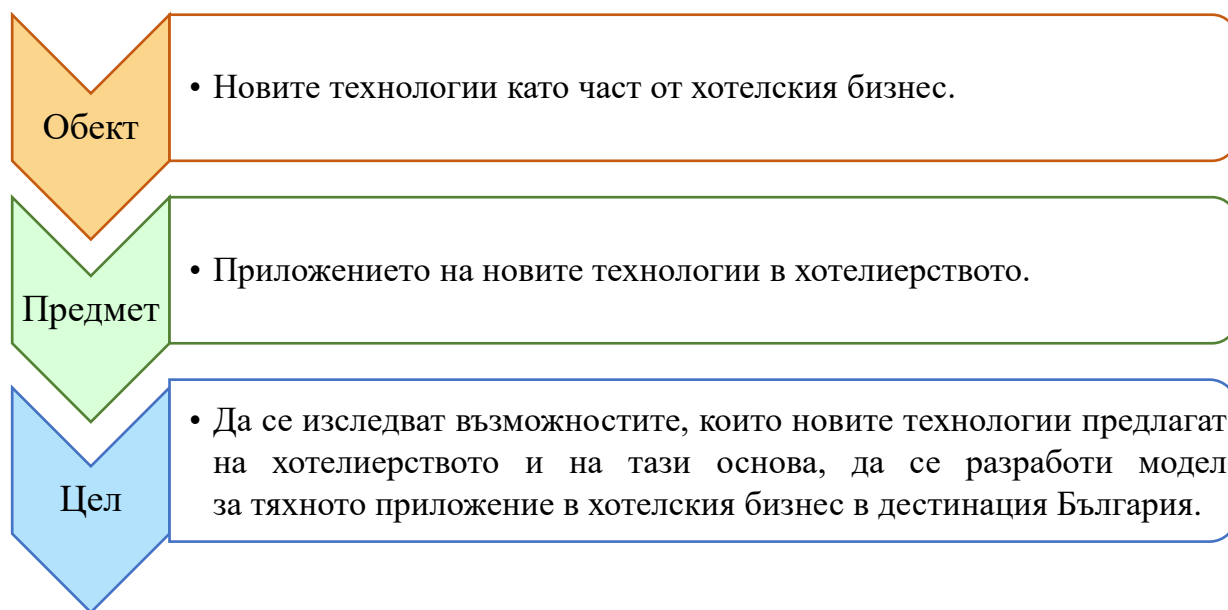 Обект
• Новите технологии като част от хотелския бизнес.
Предмет
• Приложението на новите технологии в хотелиерството.
Цел
• Да се изследват възможностите, които новите технологии предлагат
на хотелиерството и на тази основа, да се разработи модел
за тяхното приложение в хотелския бизнес в дестинация България.